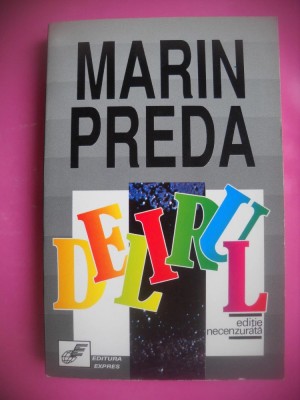 MARIN
PREDA
DELIRUL
ediție
necenzurată
EDITURA
EXPRES